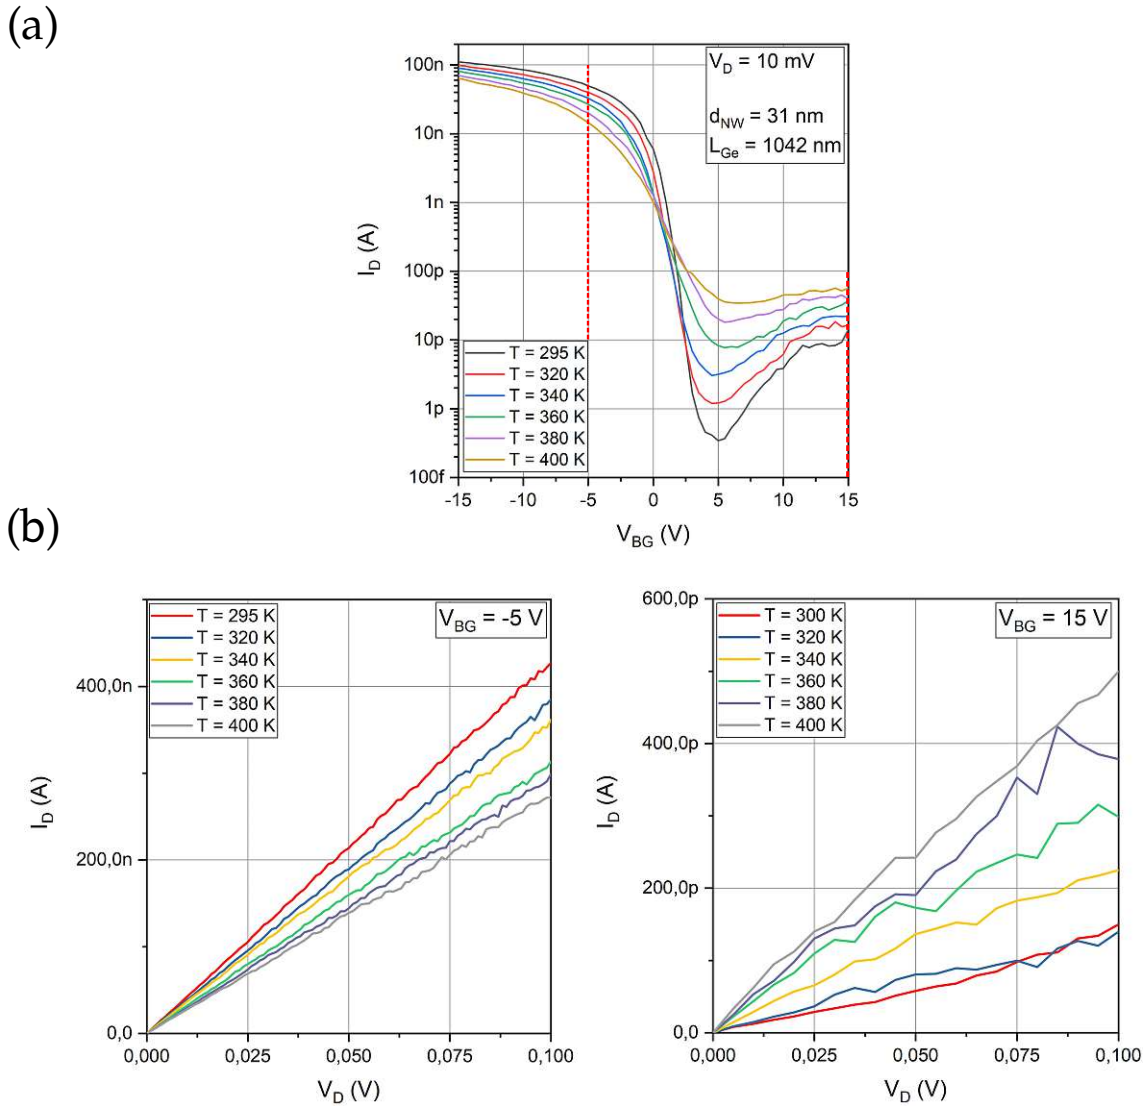 (a)
V_D = 10 mV
d_NW = 31 nm
L_Ge = 1042 nm
100n
10n
1n
100p
10p
1p
100f
I_D (A)
T = 295 K
T = 320 K
T = 340 K
T = 360 K
T = 380 K
T = 400 K
-15 -10 -5 0 5 10 15
V_BG (V)
(b)
T = 295 K
T = 320 K
T = 340 K
T = 360 K
T = 380 K
T = 400 K
V_BG = -5 V
400,0n
200,0n
0,0
I_D (A)
0,000 0,025 0,050 0,075 0,100
V_D (V)
600,0p
400,0p
200,0p
0,0
I_D (A)
T = 300 K
T = 320 K
T = 340 K
T = 360 K
T = 380 K
T = 400 K
V_BG = 15 V
0,000 0,025 0,050 0,075 0,100
V_D (V)